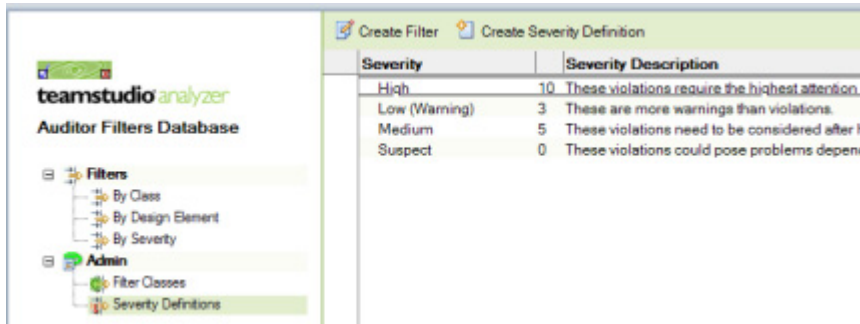 Create Filter Create Severity Definition
Severity Severity Description
High 10 These violations require the highest attention
Low (Warning) 3 These are more warnings than violations.
Medium 5 These violations need to be considered after
Suspect 0 These violations could pose problems
teamstudio analyzer
Auditor Filters Database
Filters
By Class
By Design Element
By Severity
Admin
Filter Classes
Severity Definitions